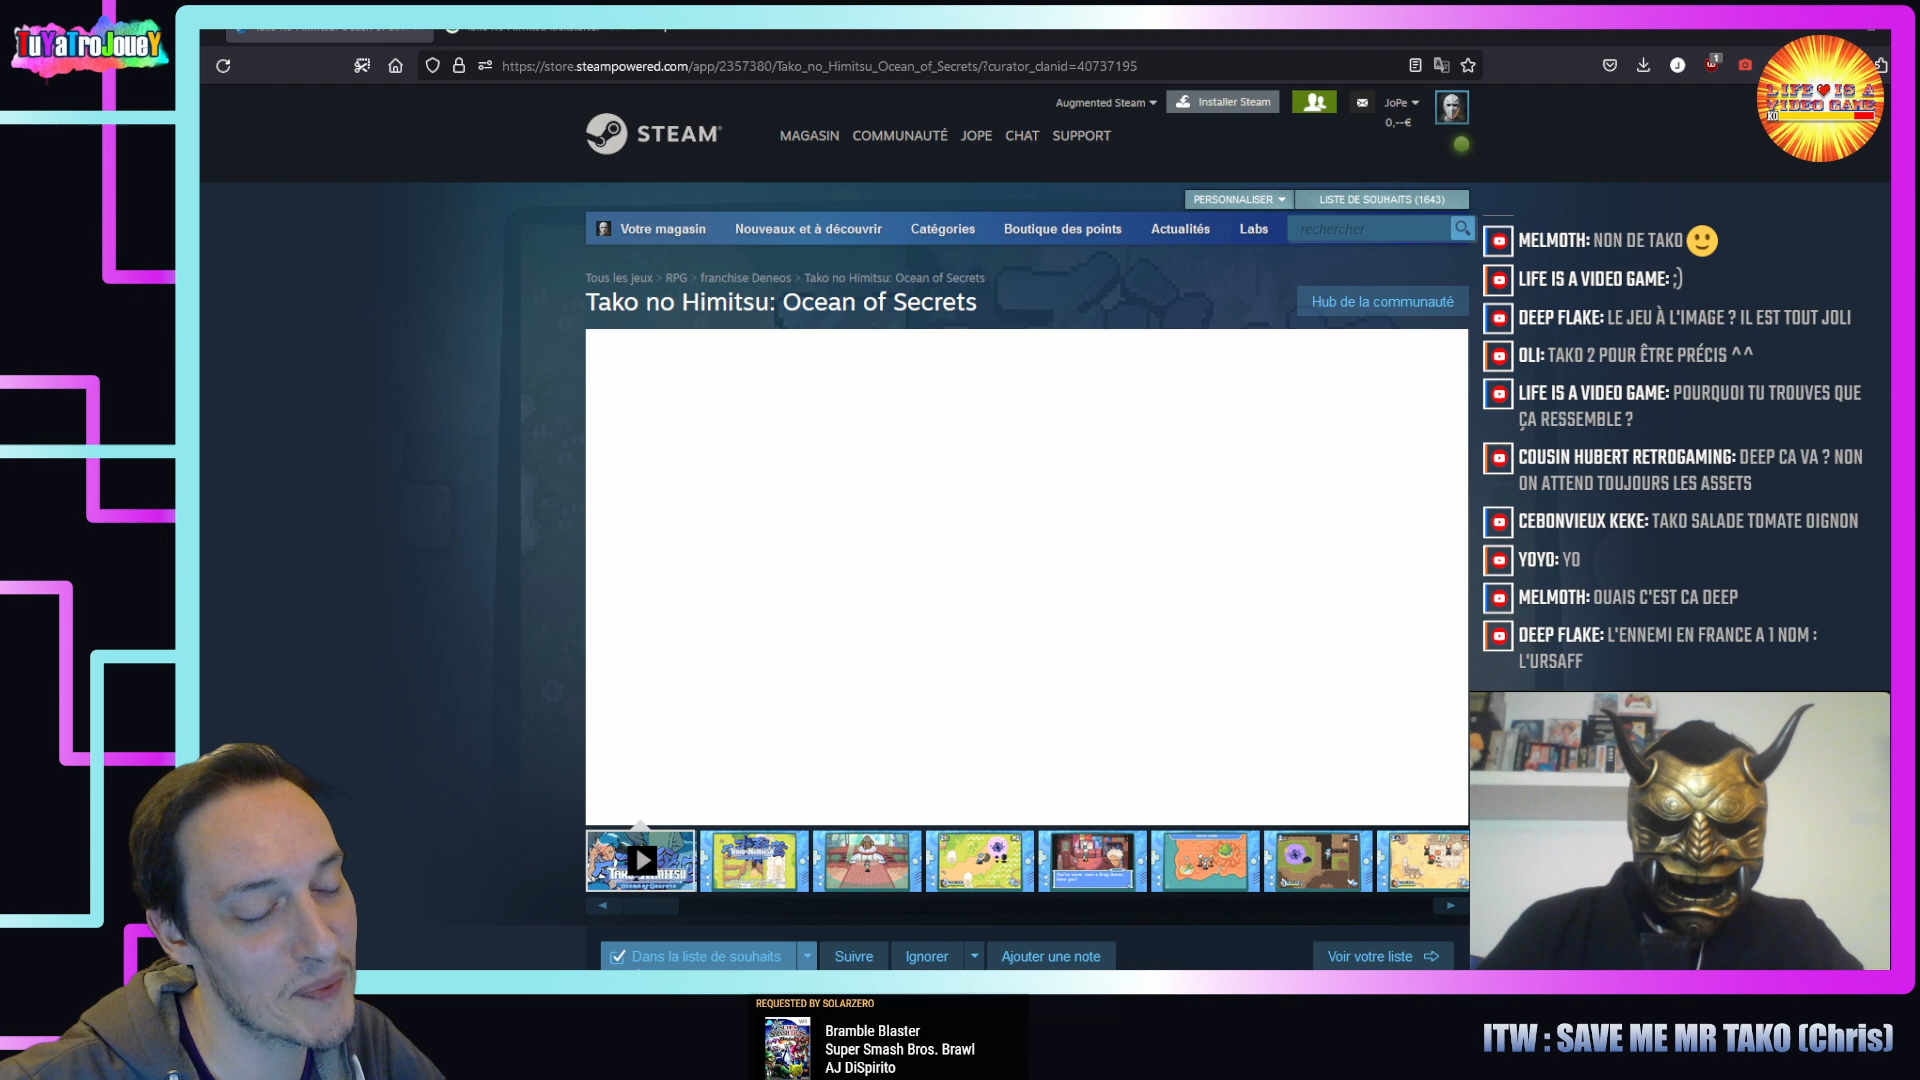 TuYaTroJoueY
https://store.steampowered.com/app/2357380/Tako_no_Himitsu_Ocean_of_Secrets/?curator_clanid=40737195
1
LIFE IS A
VIDEO GAME
KO
Augmented Steam
Installer Steam
JoPe
0,--€
STEAM
MAGASIN COMMUNAUTÉ JOPE CHAT SUPPORT
PERSONNALISER
LISTE DE SOUHAITS (1643)
Votre magasin Nouveaux et à découvrir Catégories Boutique des points Actualités Labs rechercher
Tous les jeux > RPG > franchise Deneos > Tako no Himitsu: Ocean of Secrets
Tako no Himitsu: Ocean of Secrets
Hub de la communauté
MELMOTH: NON DE TAKO
LIFE IS A VIDEO GAME: ;)
DEEP FLAKE: LE JEU À L'IMAGE ? IL EST TOUT JOLI
OLI: TAKO 2 POUR ÊTRE PRÉCIS ^^
LIFE IS A VIDEO GAME: POURQUOI TU TROUVES QUE
ÇA RESSEMBLE ?
COUSIN HUBERT RETROGAMING: DEEP CA VA ? NON
ON ATTEND TOUJOURS LES ASSETS
CEBONVIEUX KEKE: TAKO SALADE TOMATE OIGNON
YOYO: YO
MELMOTH: OUAIS C'EST CA DEEP
DEEP FLAKE: L'ENNEMI EN FRANCE A 1 NOM :
L'URSAFF
Dans la liste de souhaits
Suivre
Ignorer
Ajouter une note
Voir votre liste
REQUESTED BY SOLARZERO
Bramble Blaster
Super Smash Bros. Brawl
AJ DiSpirito
ITW : SAVE ME MR TAKO (Chris)